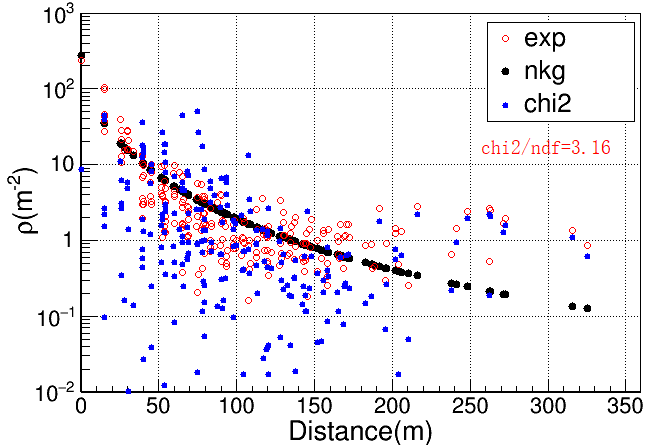 10³
10²
10
1
10⁻¹
10⁻²
ρ(m⁻²)
exp
nkg
chi2
chi2/ndf=3.16
0 50 100 150 200 250 300 350
Distance(m)